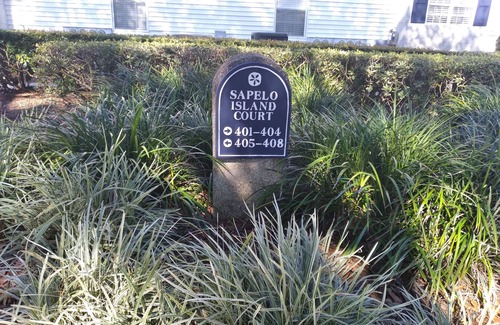 SAPELO
ISLAND
COURT
→ 401-404
← 405-408